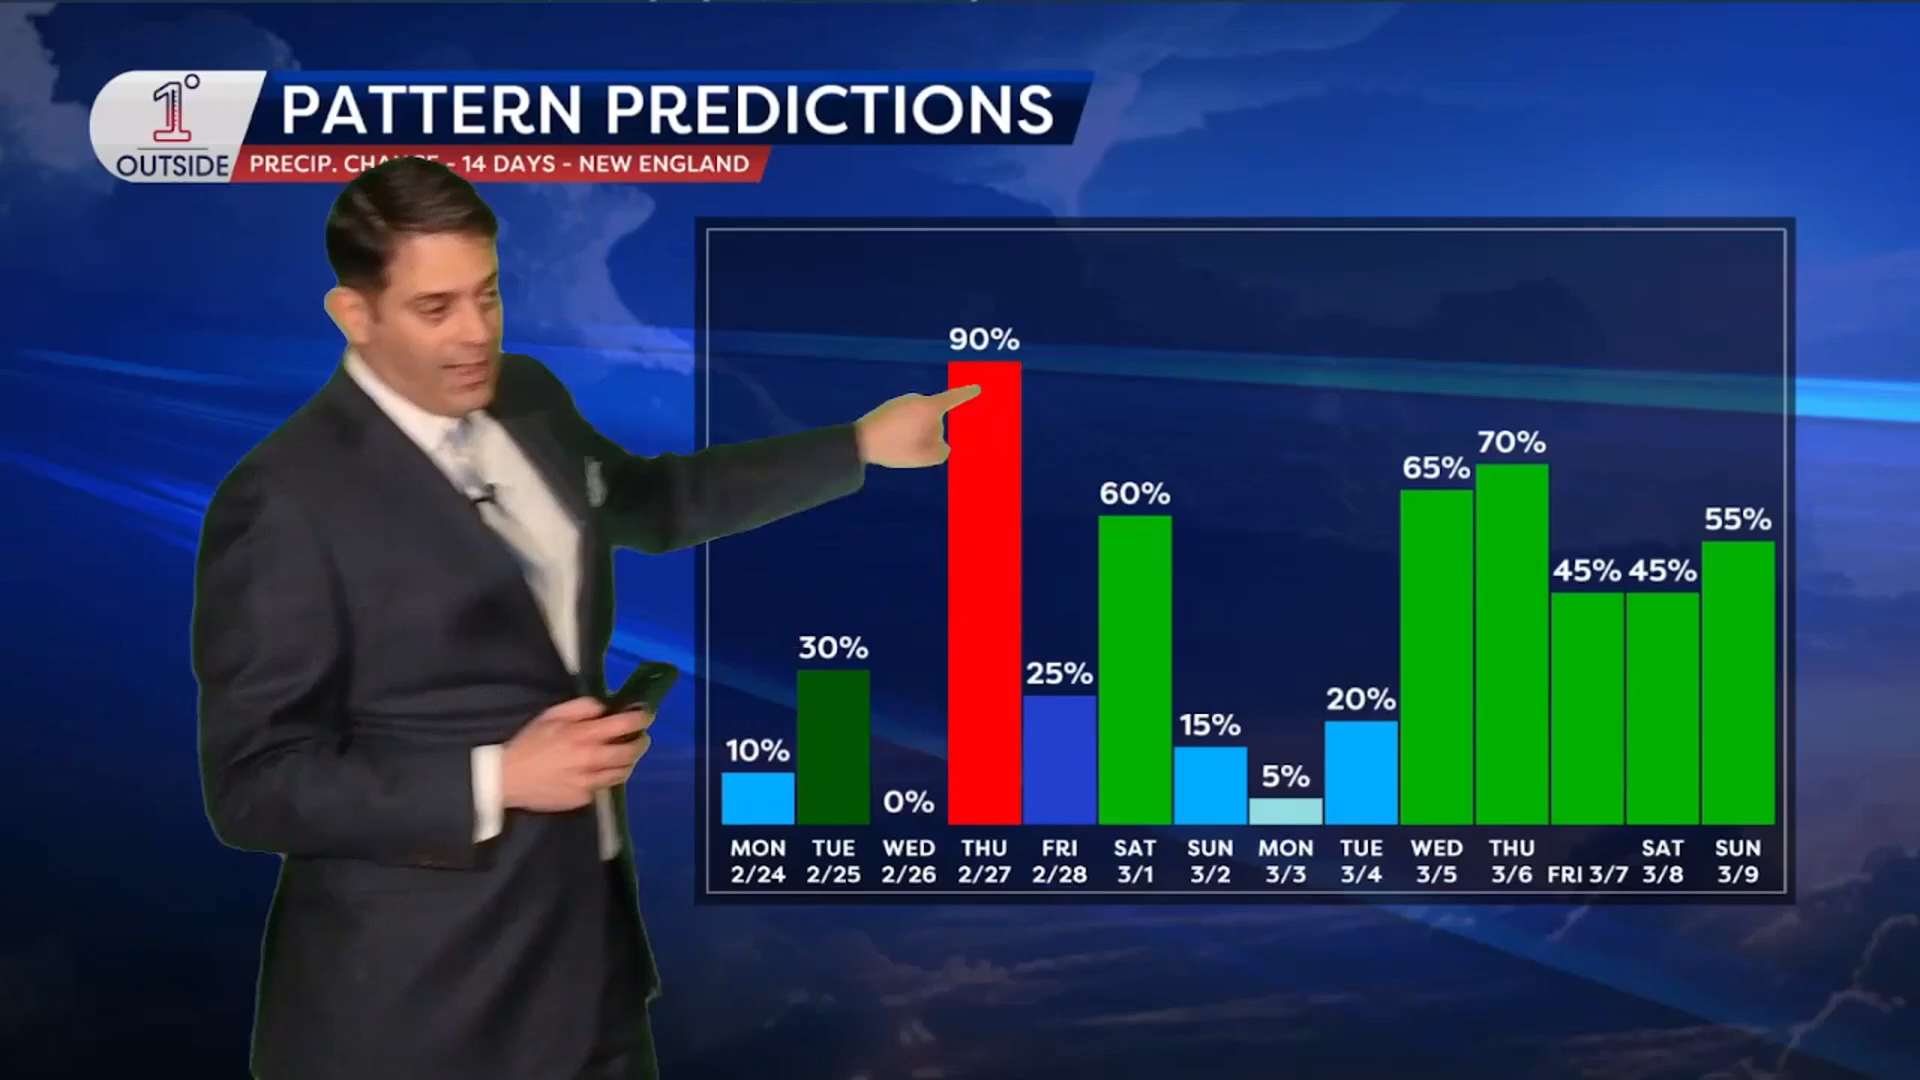 1°
OUTSIDE
PATTERN PREDICTIONS
PRECIP. - 14 DAYS - NEW ENGLAND
90%
70%
65%
60%
55%
45% 45%
30%
25%
20%
15%
10%
5%
0%
MON TUE WED THU FRI SAT SUN MON TUE WED THU SAT SUN
2/24 2/25 2/26 2/27 2/28 3/1 3/2 3/3 3/4 3/5 3/6 FRI 3/7 3/8 3/9